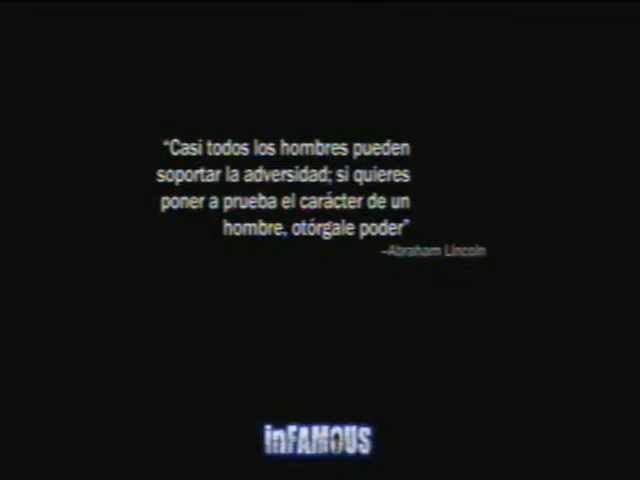 "Casi todos los hombres pueden
soportar la adversidad; si quieres
poner a prueba el carácter de un
hombre, otórgale poder"
–Abraham Lincoln
inFAMOUS